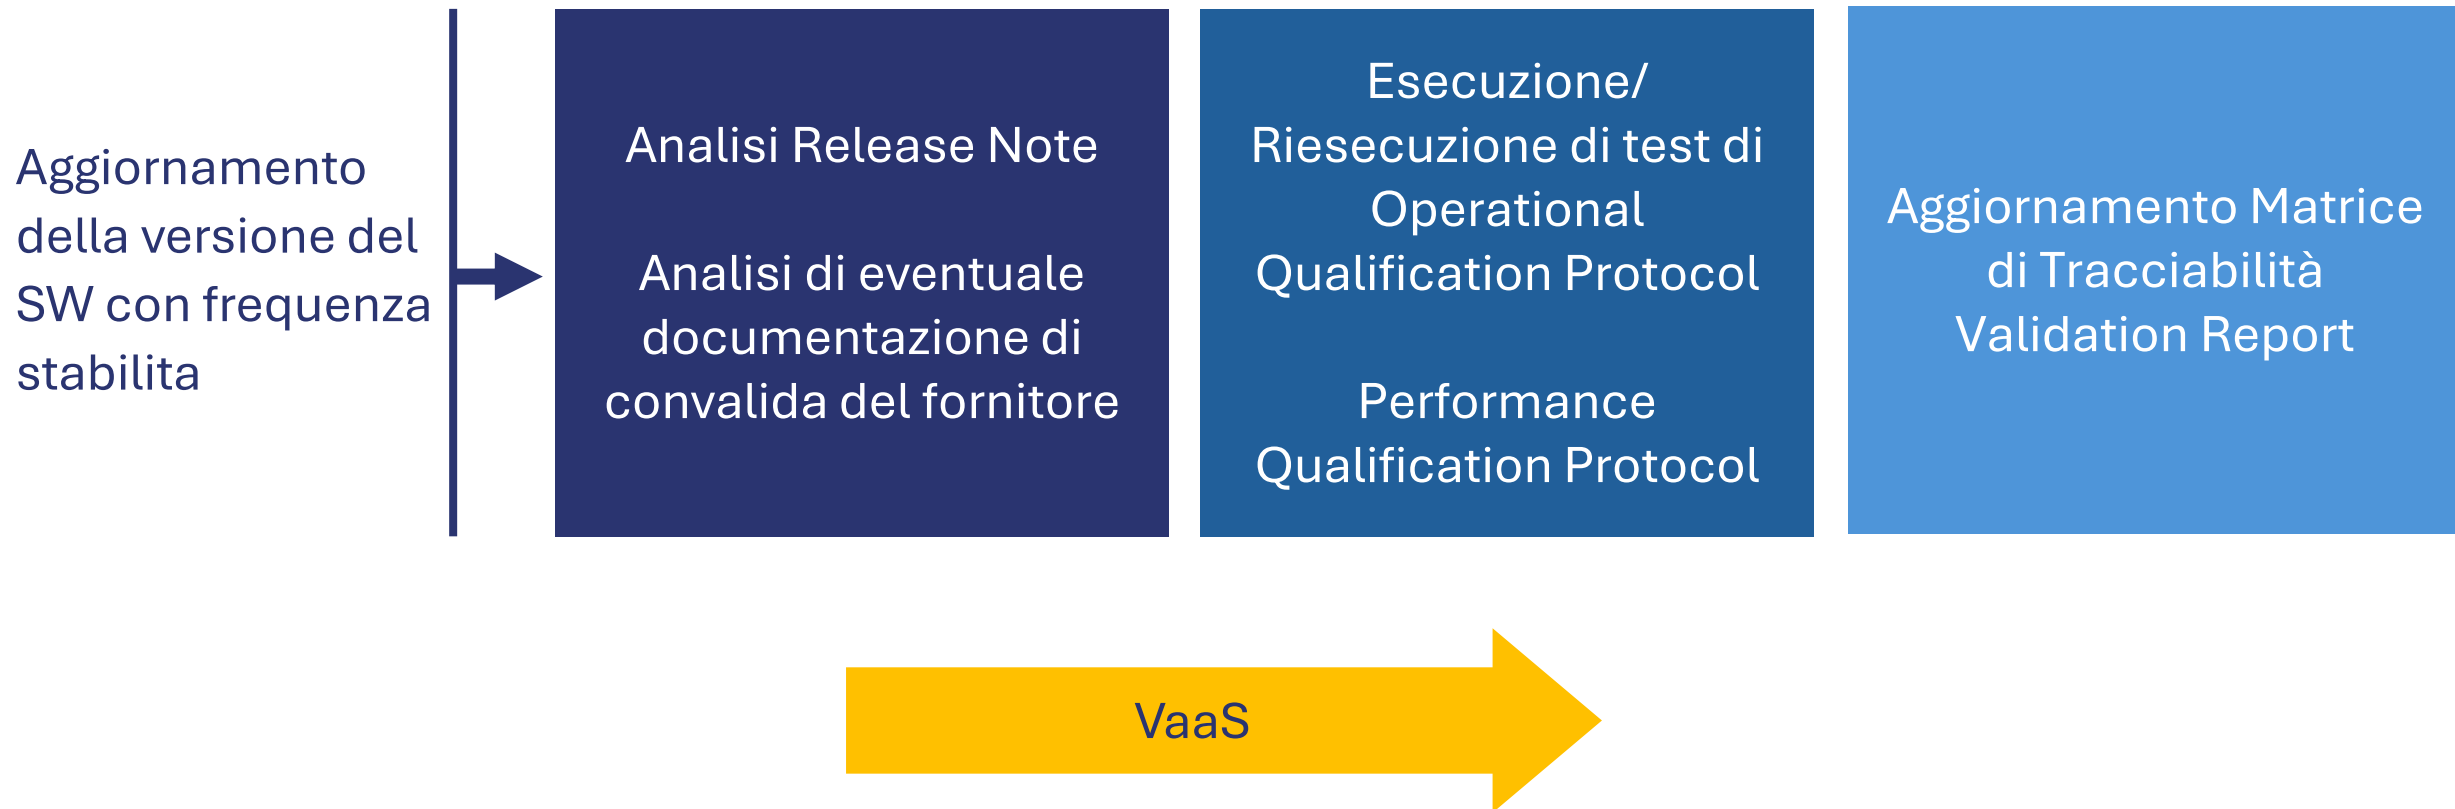 Aggiornamento
della versione del
SW con frequenza
stabilita
Analisi Release Note
Analisi di eventuale
documentazione di
convalida del fornitore
Esecuzione/
Riesecuzione di test di
Operational
Qualification Protocol
Performance
Qualification Protocol
Aggiornamento Matrice
di Tracciabilità
Validation Report
VaaS